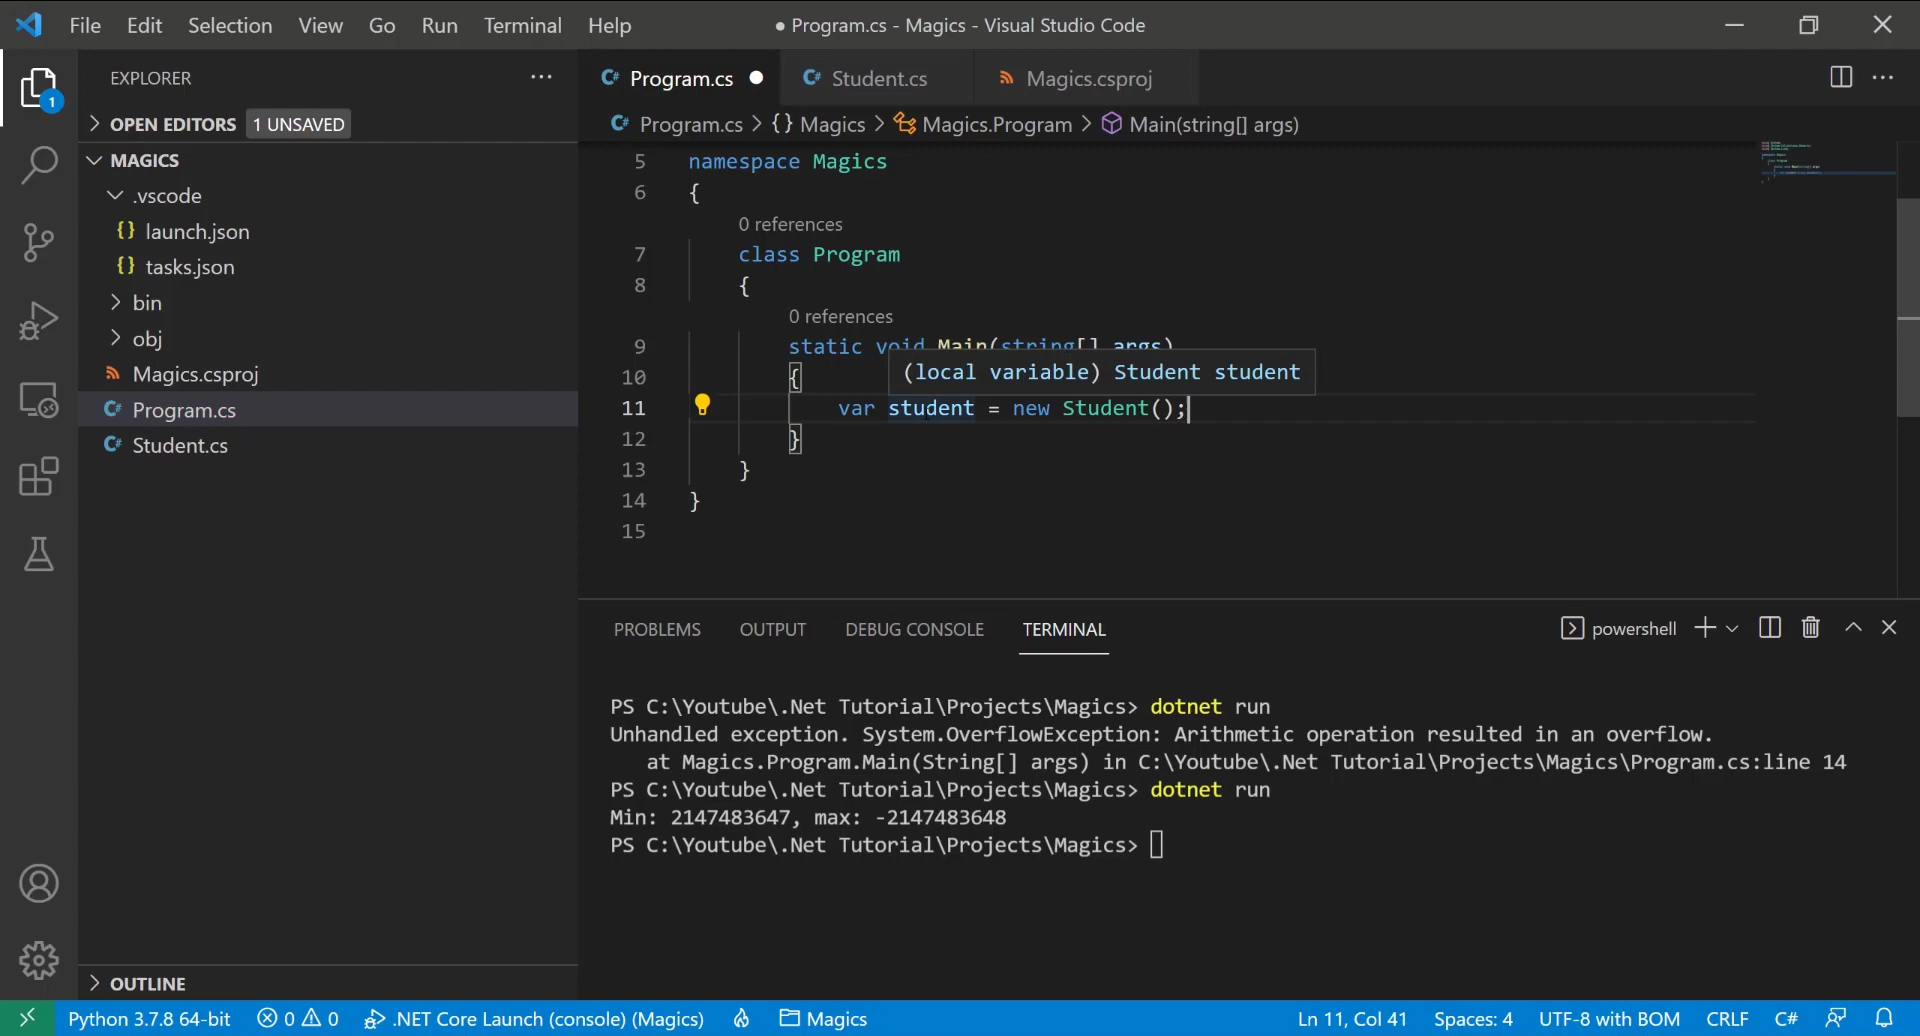 File Edit Selection View Go Run Terminal Help ● Program.cs - Magics - Visual Studio Code
EXPLORER ···
1
OPEN EDITORS 1 UNSAVED
MAGICS
.vscode
{} launch.json
{} tasks.json
bin
obj
Magics.csproj
C# Program.cs
C# Student.cs
OUTLINE
C# Program.cs ● C# Student.cs Magics.csproj ···
C# Program.cs > {} Magics > Magics.Program > Main(string[] args)
5 namespace Magics
6 {
0 references
7 class Program
8 {
0 references
9 static void Main(string[] args)
(local variable) Student student
10 {
11 var student = new Student();
12 }
13 }
14 }
15
PROBLEMS OUTPUT DEBUG CONSOLE TERMINAL powershell
PS C:\Youtube\.Net Tutorial\Projects\Magics> dotnet run
Unhandled exception. System.OverflowException: Arithmetic operation resulted in an overflow.
at Magics.Program.Main(String[] args) in C:\Youtube\.Net Tutorial\Projects\Magics\Program.cs:line 14
PS C:\Youtube\.Net Tutorial\Projects\Magics> dotnet run
Min: 2147483647, max: -2147483648
PS C:\Youtube\.Net Tutorial\Projects\Magics>
Python 3.7.8 64-bit 0 0 .NET Core Launch (console) (Magics) Magics Ln 11, Col 41 Spaces: 4 UTF-8 with BOM CRLF C#